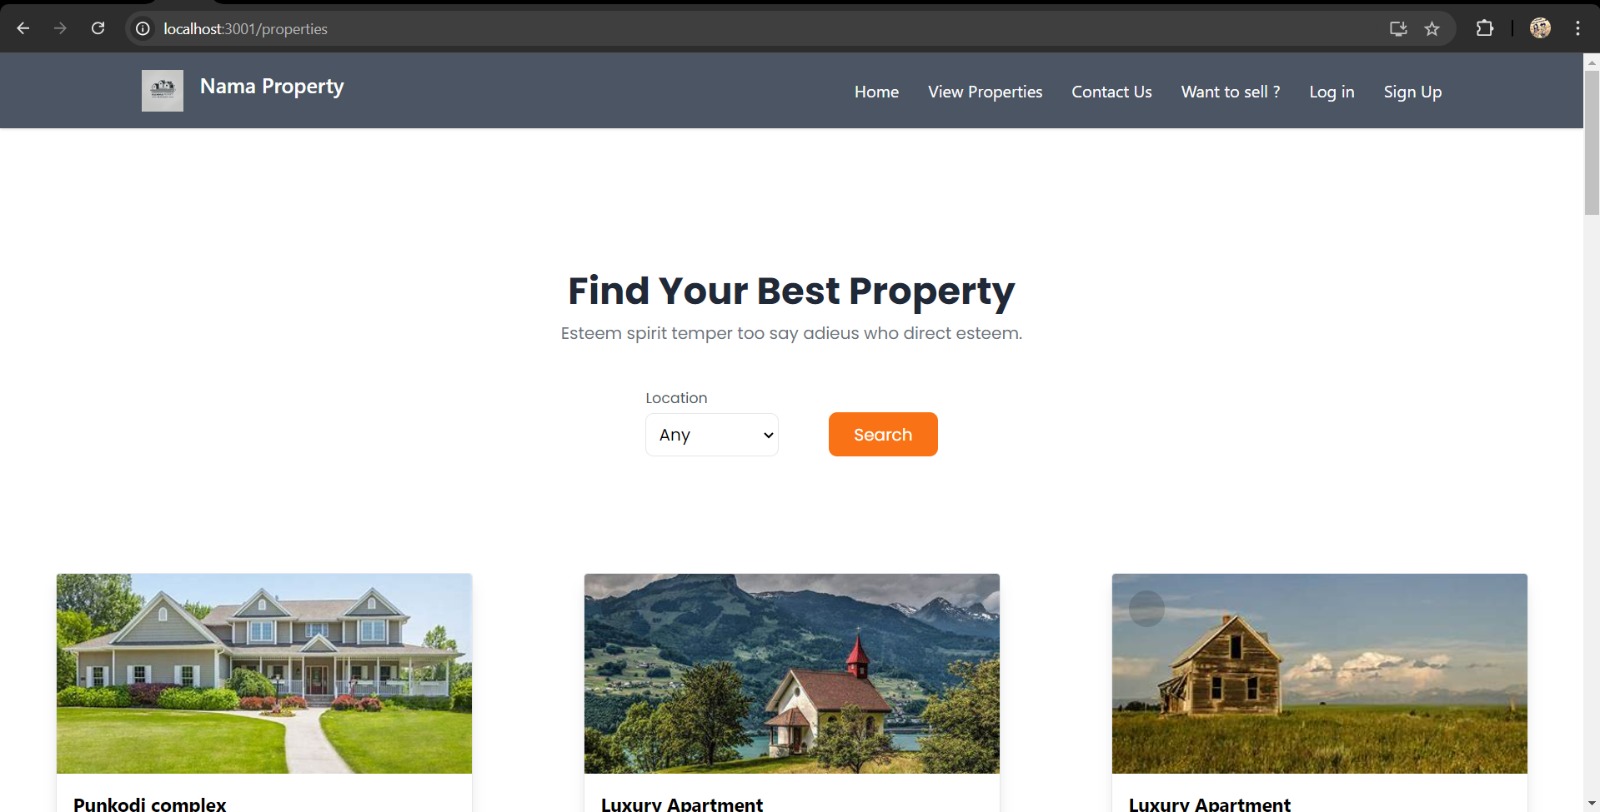 localhost:3001/properties
Nama Property
Home View Properties Contact Us Want to sell ? Log in Sign Up
Find Your Best Property
Esteem spirit temper too say adieus who direct esteem.
Location
Any Search
Punkodi complex Luxury Apartment Luxury Apartment